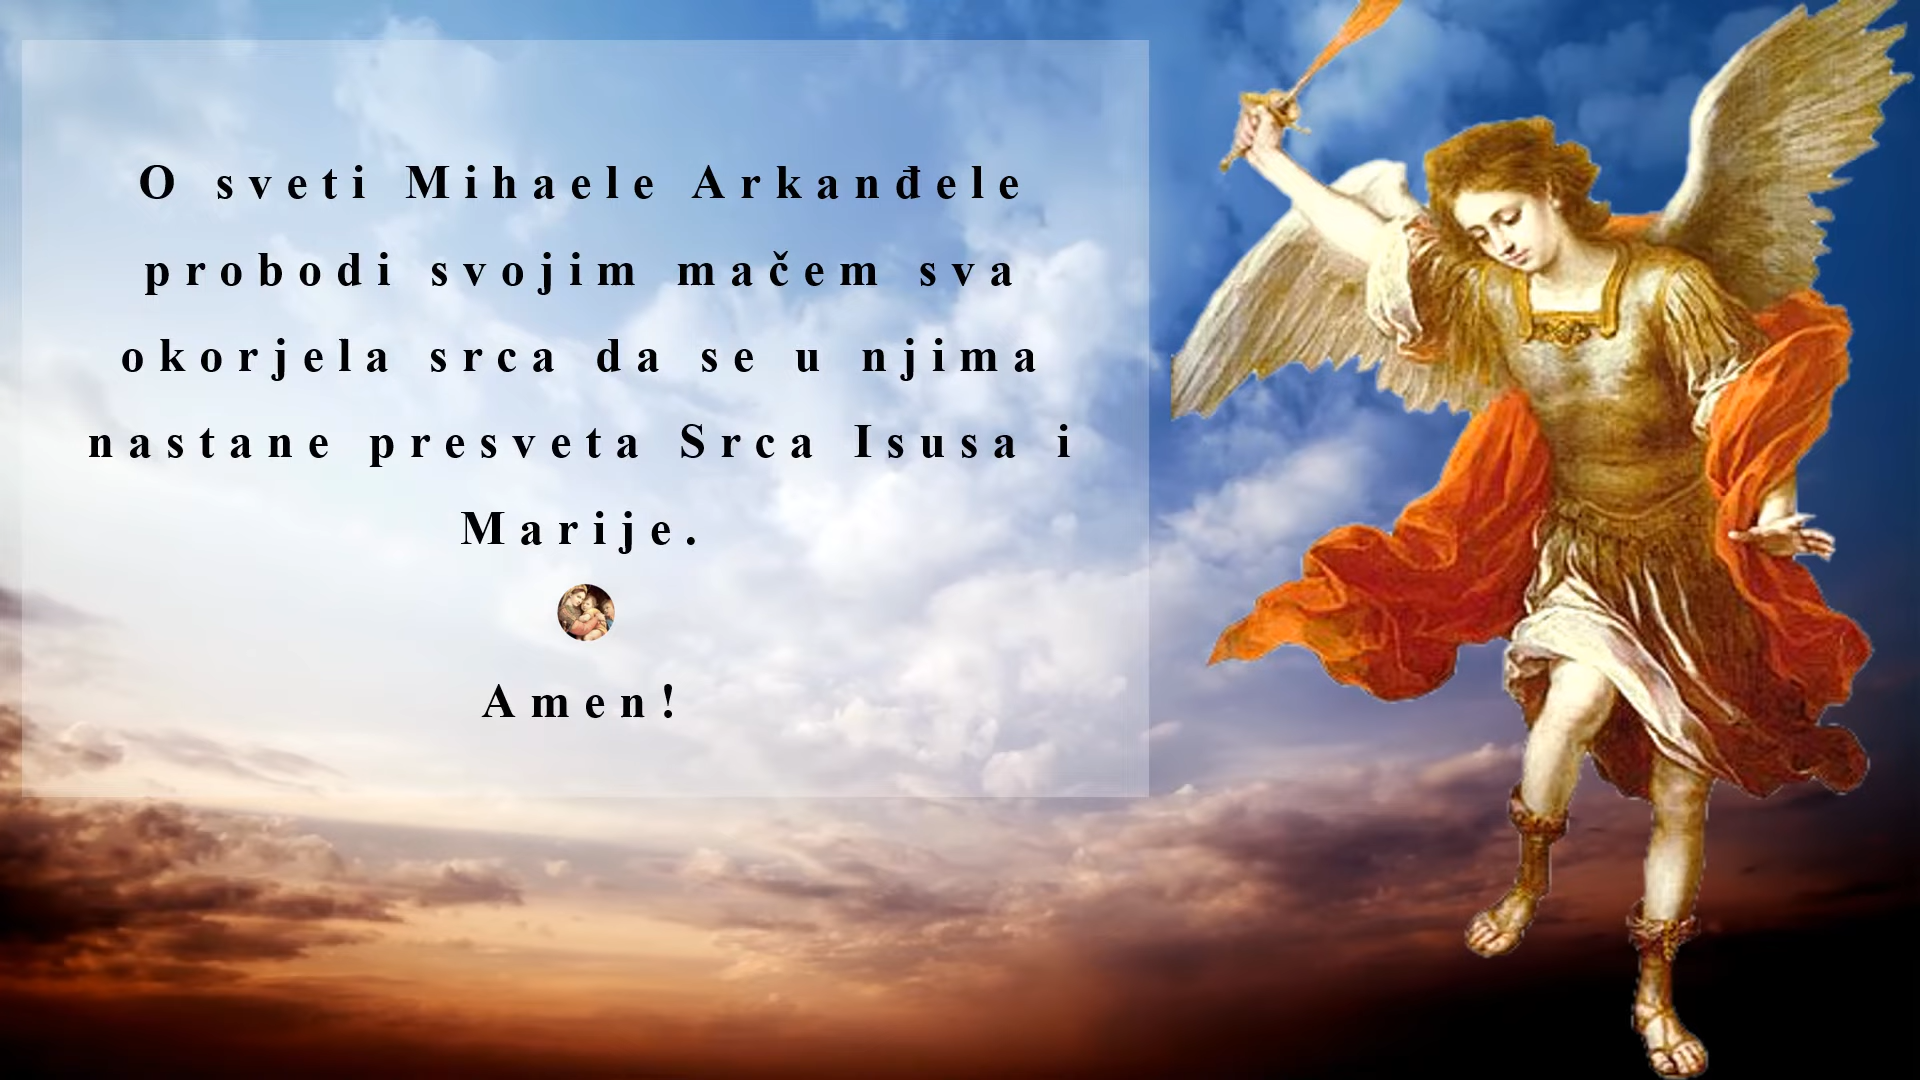 O sveti Mihaele Arkanđele
probodi svojim mačem sva
okorjela srca da se u njima
nastane presveta Srca Isusa i
Marije.
Amen!